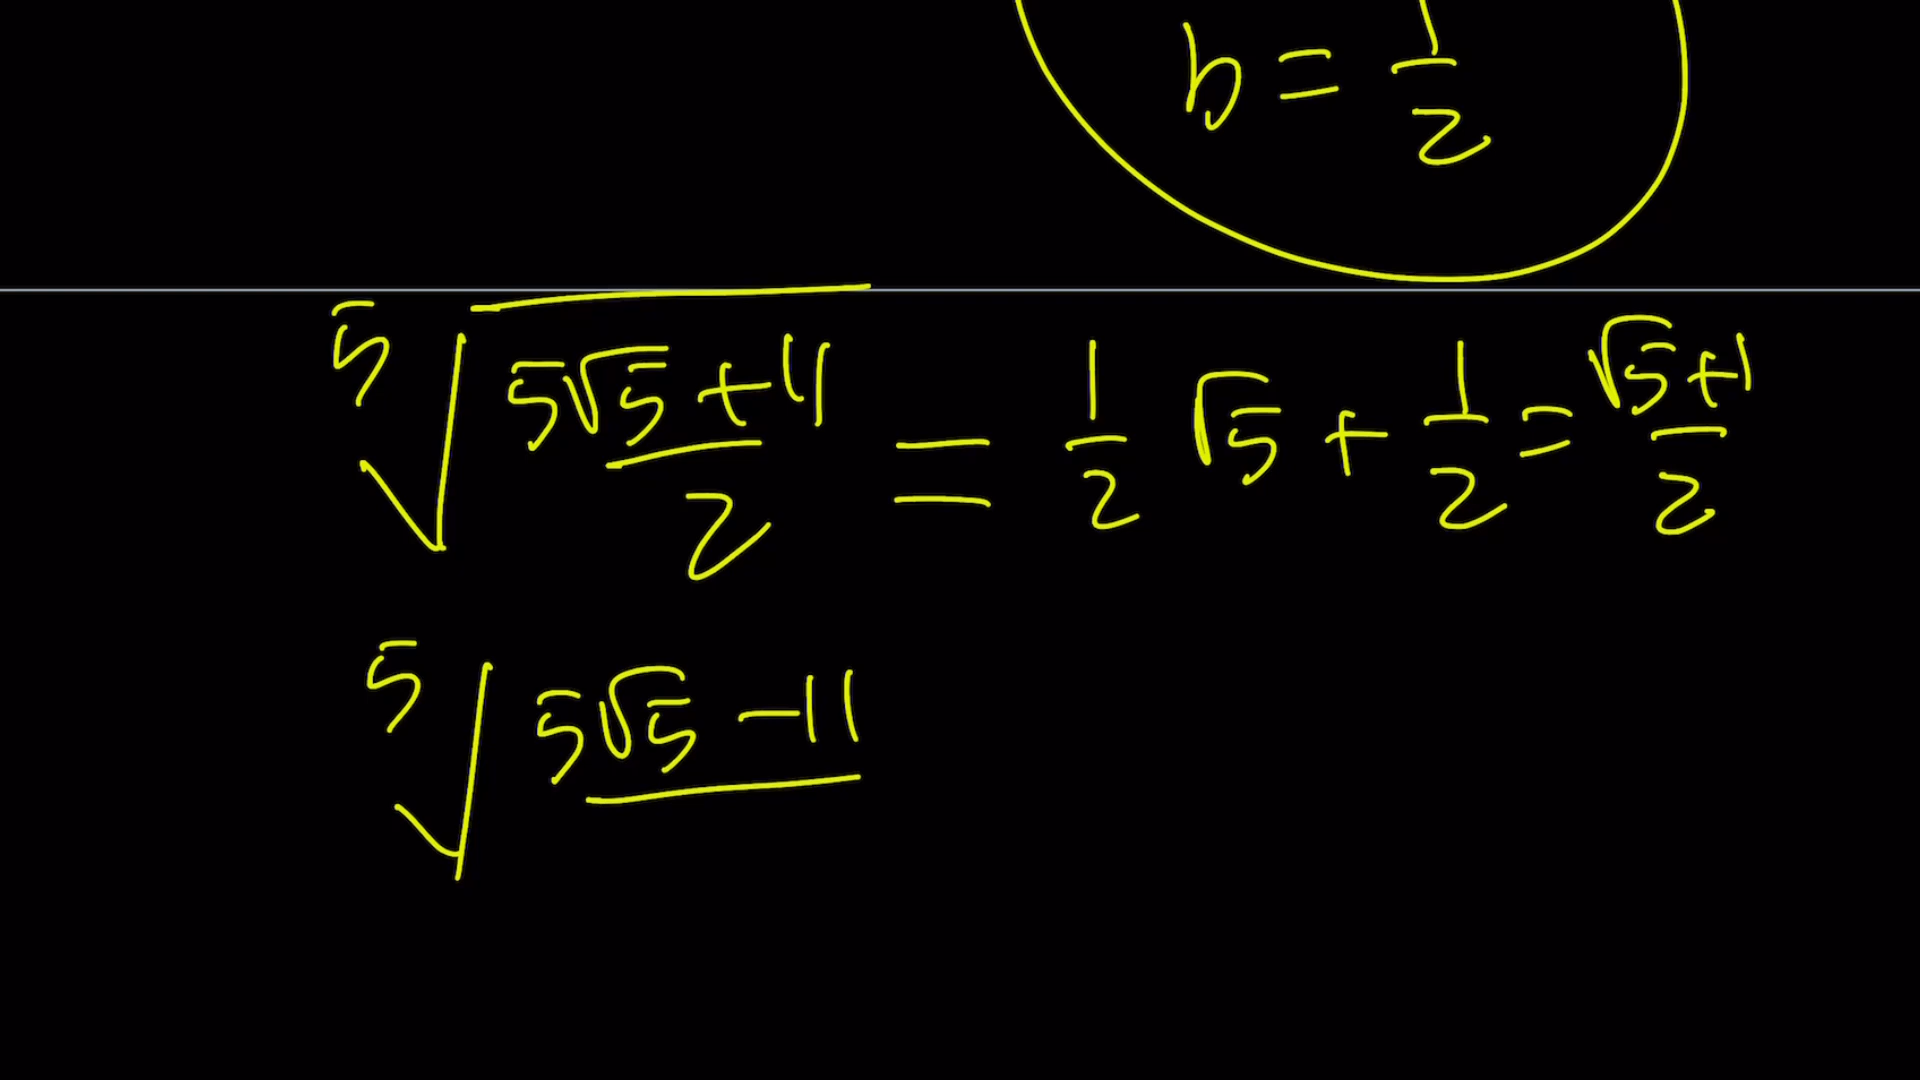 b = 1/2
⁵√((5√5 + 11)/2) = 1/2 √5 + 1/2 = (√5 + 1)/2
⁵√(5√5 − 11)